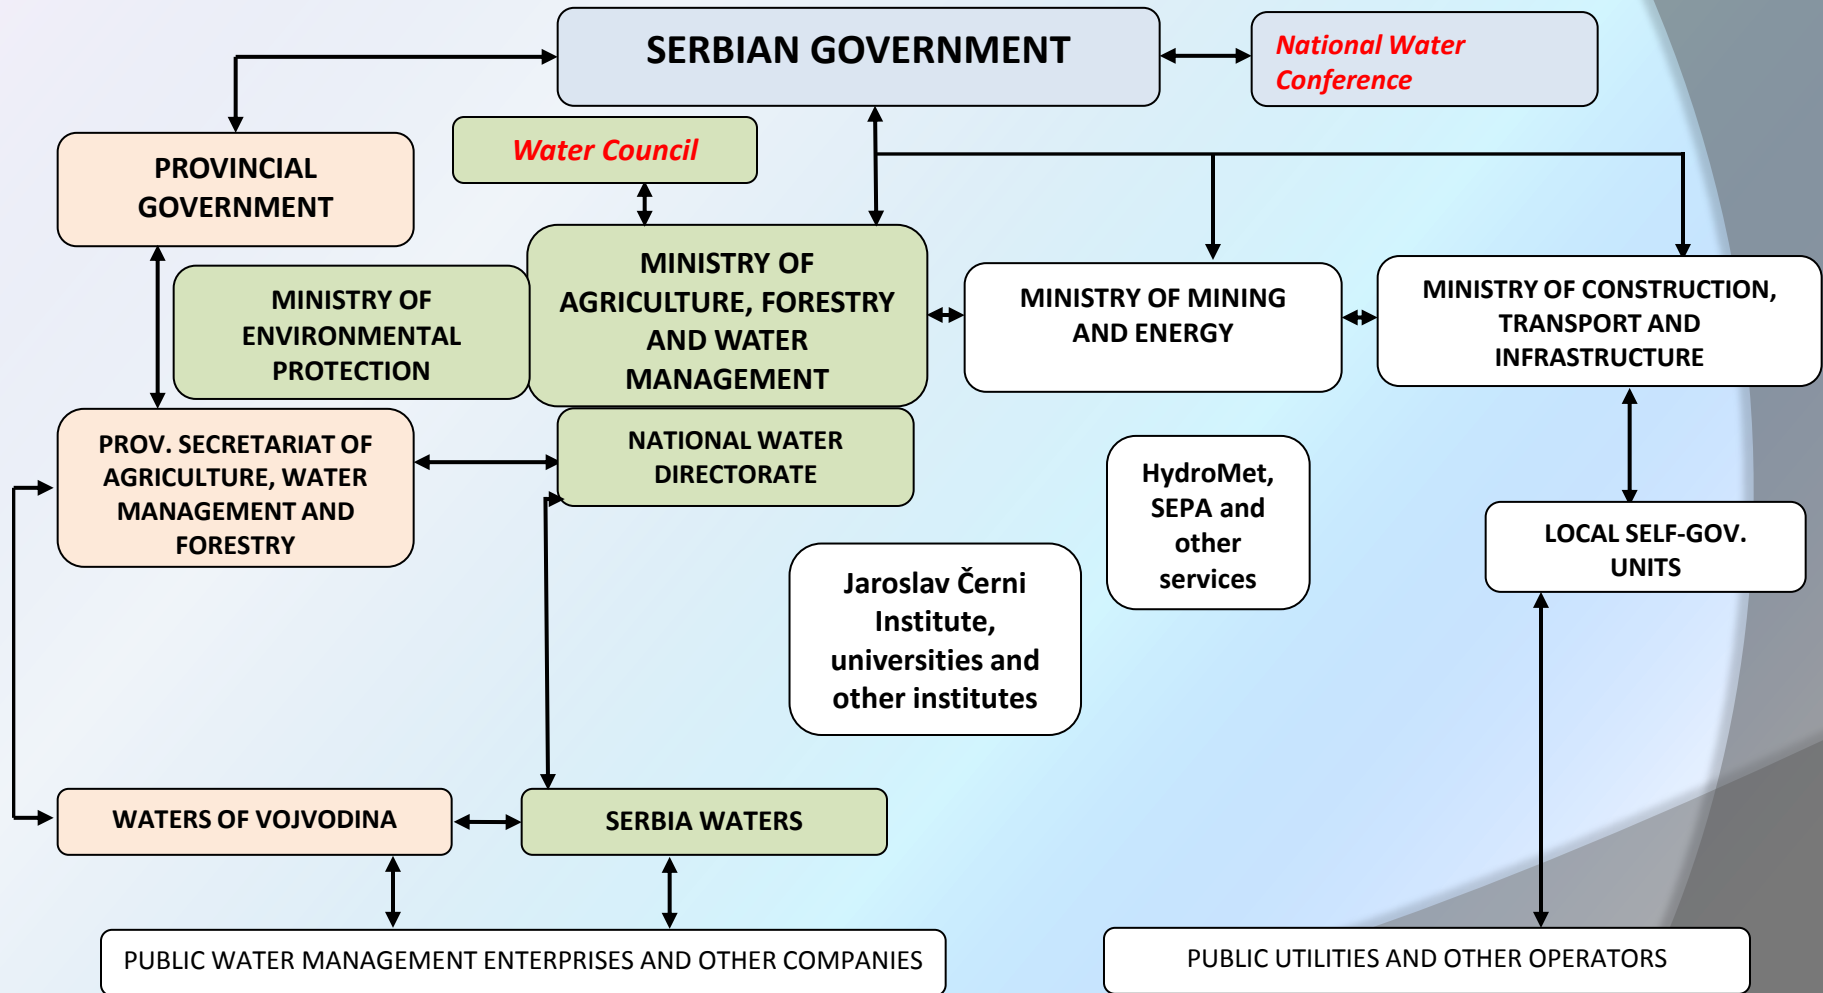 SERBIAN GOVERNMENT
National Water
Conference
Water Council
PROVINCIAL
GOVERNMENT
MINISTRY OF
ENVIRONMENTAL
PROTECTION
MINISTRY OF
AGRICULTURE, FORESTRY
AND WATER
MANAGEMENT
MINISTRY OF MINING
AND ENERGY
MINISTRY OF CONSTRUCTION,
TRANSPORT AND
INFRASTRUCTURE
PROV. SECRETARIAT OF
AGRICULTURE, WATER
MANAGEMENT AND
FORESTRY
NATIONAL WATER
DIRECTORATE
HydroMet,
SEPA and
other
services
LOCAL SELF-GOV.
UNITS
Jaroslav Černi
Institute,
universities and
other institutes
WATERS OF VOJVODINA
SERBIA WATERS
PUBLIC WATER MANAGEMENT ENTERPRISES AND OTHER COMPANIES
PUBLIC UTILITIES AND OTHER OPERATORS